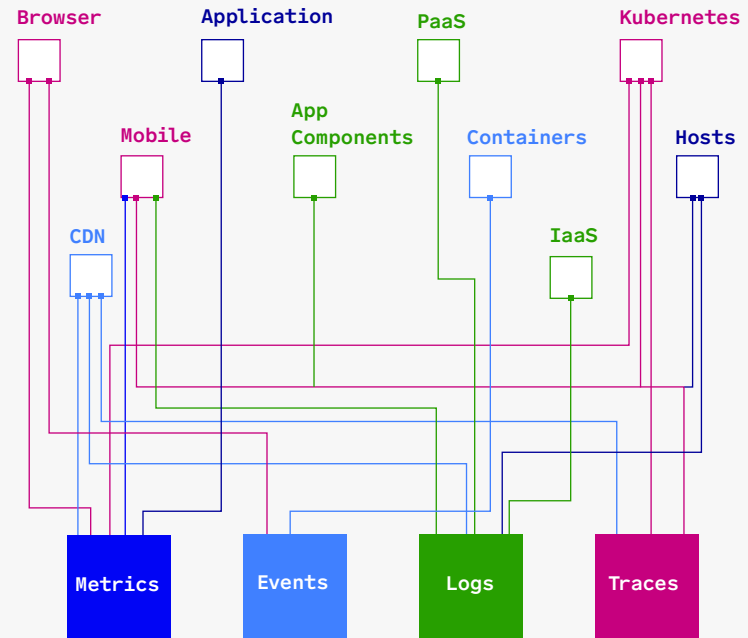 Browser
Application
PaaS
Kubernetes
App
Components
Mobile
Containers
Hosts
CDN
IaaS
Metrics
Events
Logs
Traces